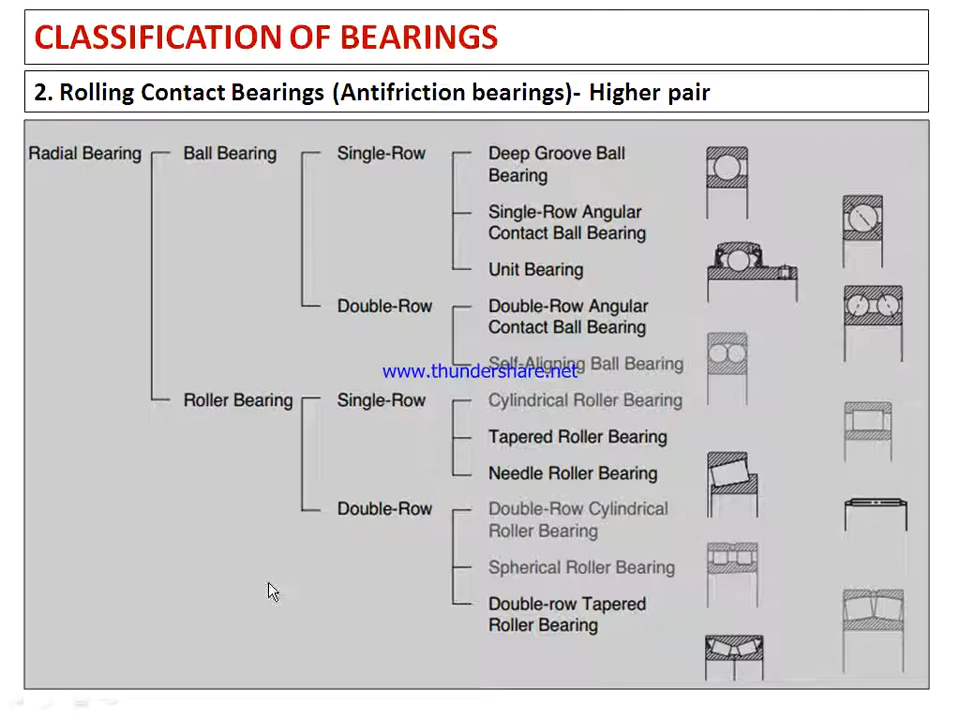 CLASSIFICATION OF BEARINGS
2. Rolling Contact Bearings (Antifriction bearings)- Higher pair
Radial Bearing
Ball Bearing
Single-Row
Deep Groove Ball
Bearing
Single-Row Angular
Contact Ball Bearing
Unit Bearing
Double-Row
Double-Row Angular
Contact Ball Bearing
Self-Aligning Ball Bearing
www.thundershare.net
Roller Bearing
Single-Row
Cylindrical Roller Bearing
Tapered Roller Bearing
Needle Roller Bearing
Double-Row
Double-Row Cylindrical
Roller Bearing
Spherical Roller Bearing
Double-row Tapered
Roller Bearing